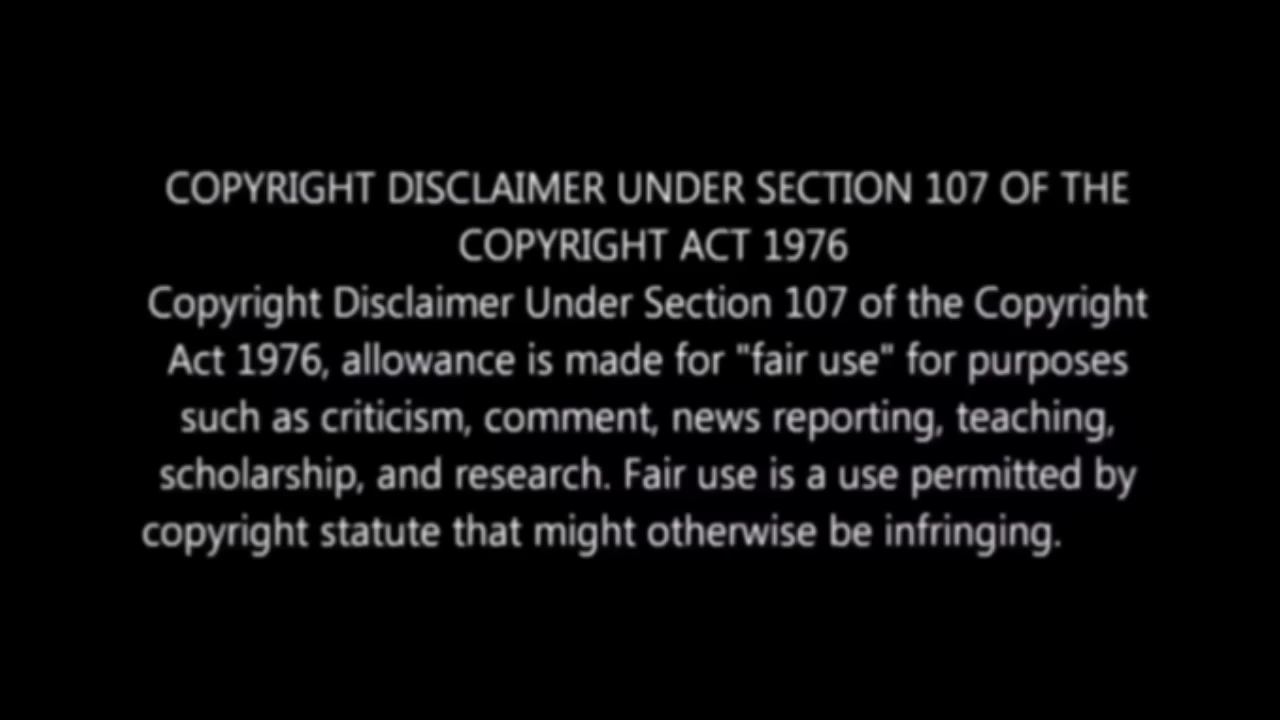 COPYRIGHT DISCLAIMER UNDER SECTION 107 OF THE
COPYRIGHT ACT 1976
Copyright Disclaimer Under Section 107 of the Copyright
Act 1976, allowance is made for "fair use" for purposes
such as criticism, comment, news reporting, teaching,
scholarship, and research. Fair use is a use permitted by
copyright statute that might otherwise be infringing.